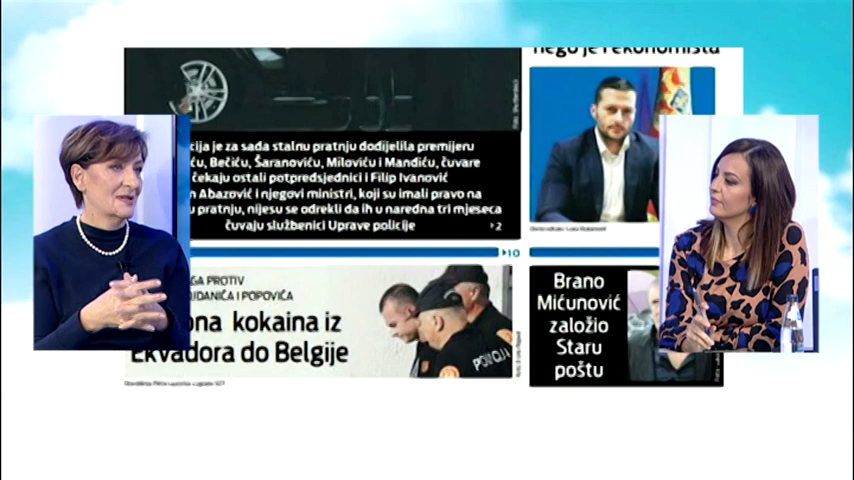 nego je i ekonomista
cija je za sada stalnu pratnju dodijelila premijeru
ću, Bečiću, Šaranoviću, Miloviću i Mandiću, čuvare
čekaju ostali potpredsjednici i Filip Ivanović
n Abazović i njegovi ministri, koji su imali pravo na
u pratnju, nijesu se odrekli da ih u naredna tri mjeseca
čuvaju službenici Uprave policije
2
10
GA PROTIV
JDANIĆA I POPOVIĆA
ona kokaina iz
Ekvadora do Belgije
POLICIJA
Brano
Mićunović
založio
Staru
poštu